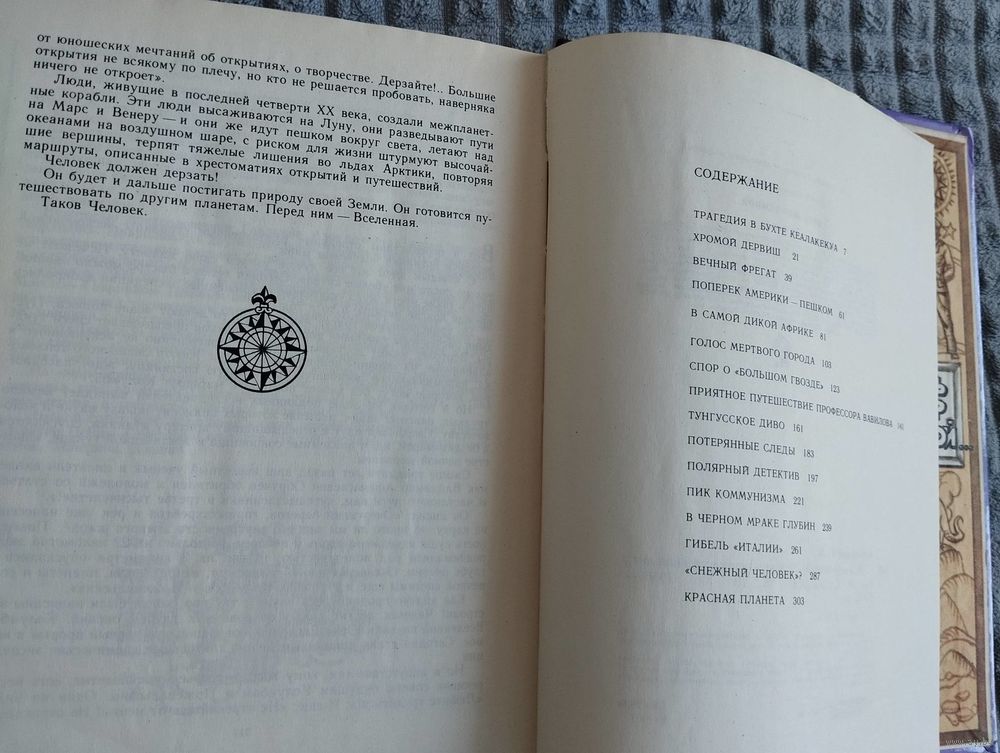 от юношеских мечтаний об открытиях, о творчестве. Дерзайте!.. Большие
открытия не всякому по плечу, но кто не решается пробовать, наверняка
ничего не откроет».
Люди, живущие в последней четверти XX века, создали межпланет-
ные корабли. Эти люди высаживаются на Луну, они разведывают пути
на Марс и Венеру — и они же идут пешком вокруг света, летают над
океанами на воздушном шаре, с риском для жизни штурмуют высочай-
шие вершины, терпят тяжелые лишения во льдах Арктики, повторяя
маршруты, описанные в хрестоматиях открытий и путешествий.
Человек должен дерзать!
Он будет и дальше постигать природу своей Земли. Он готовится пу-
тешествовать по другим планетам. Перед ним — Вселенная.
Таков Человек.
СОДЕРЖАНИЕ
ТРАГЕДИЯ В БУХТЕ КЕАЛАКЕКУА 7
ХРОМОЙ ДЕРВИШ 21
ВЕЧНЫЙ ФРЕГАТ 39
ПОПЕРЕК АМЕРИКИ — ПЕШКОМ 61
В САМОЙ ДИКОЙ АФРИКЕ 81
ГОЛОС МЕРТВОГО ГОРОДА 103
СПОР О «БОЛЬШОМ ГВОЗДЕ» 123
ПРИЯТНОЕ ПУТЕШЕСТВИЕ ПРОФЕССОРА ВАВИЛОВА 141
ТУНГУССКОЕ ДИВО 161
ПОТЕРЯННЫЕ СЛЕДЫ 183
ПОЛЯРНЫЙ ДЕТЕКТИВ 197
ПИК КОММУНИЗМА 221
В ЧЕРНОМ МРАКЕ ГЛУБИН 239
ГИБЕЛЬ «ИТАЛИИ» 261
«СНЕЖНЫЙ ЧЕЛОВЕК»? 287
КРАСНАЯ ПЛАНЕТА 303